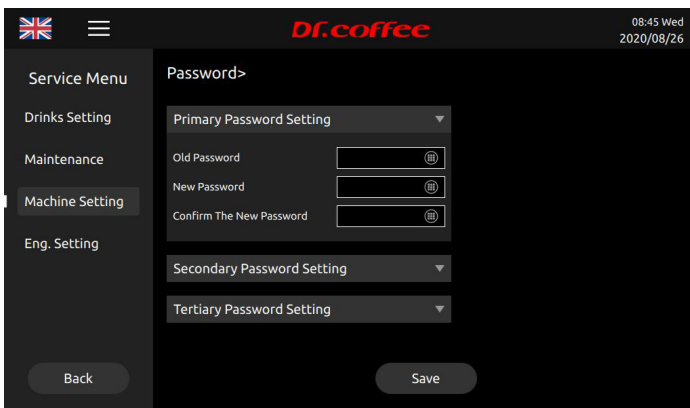 Dr.coffee
08:45 Wed
2020/08/26
Service Menu
Drinks Setting
Maintenance
Machine Setting
Eng. Setting
Back
Password>
Primary Password Setting
Old Password
New Password
Confirm The New Password
Secondary Password Setting
Tertiary Password Setting
Save